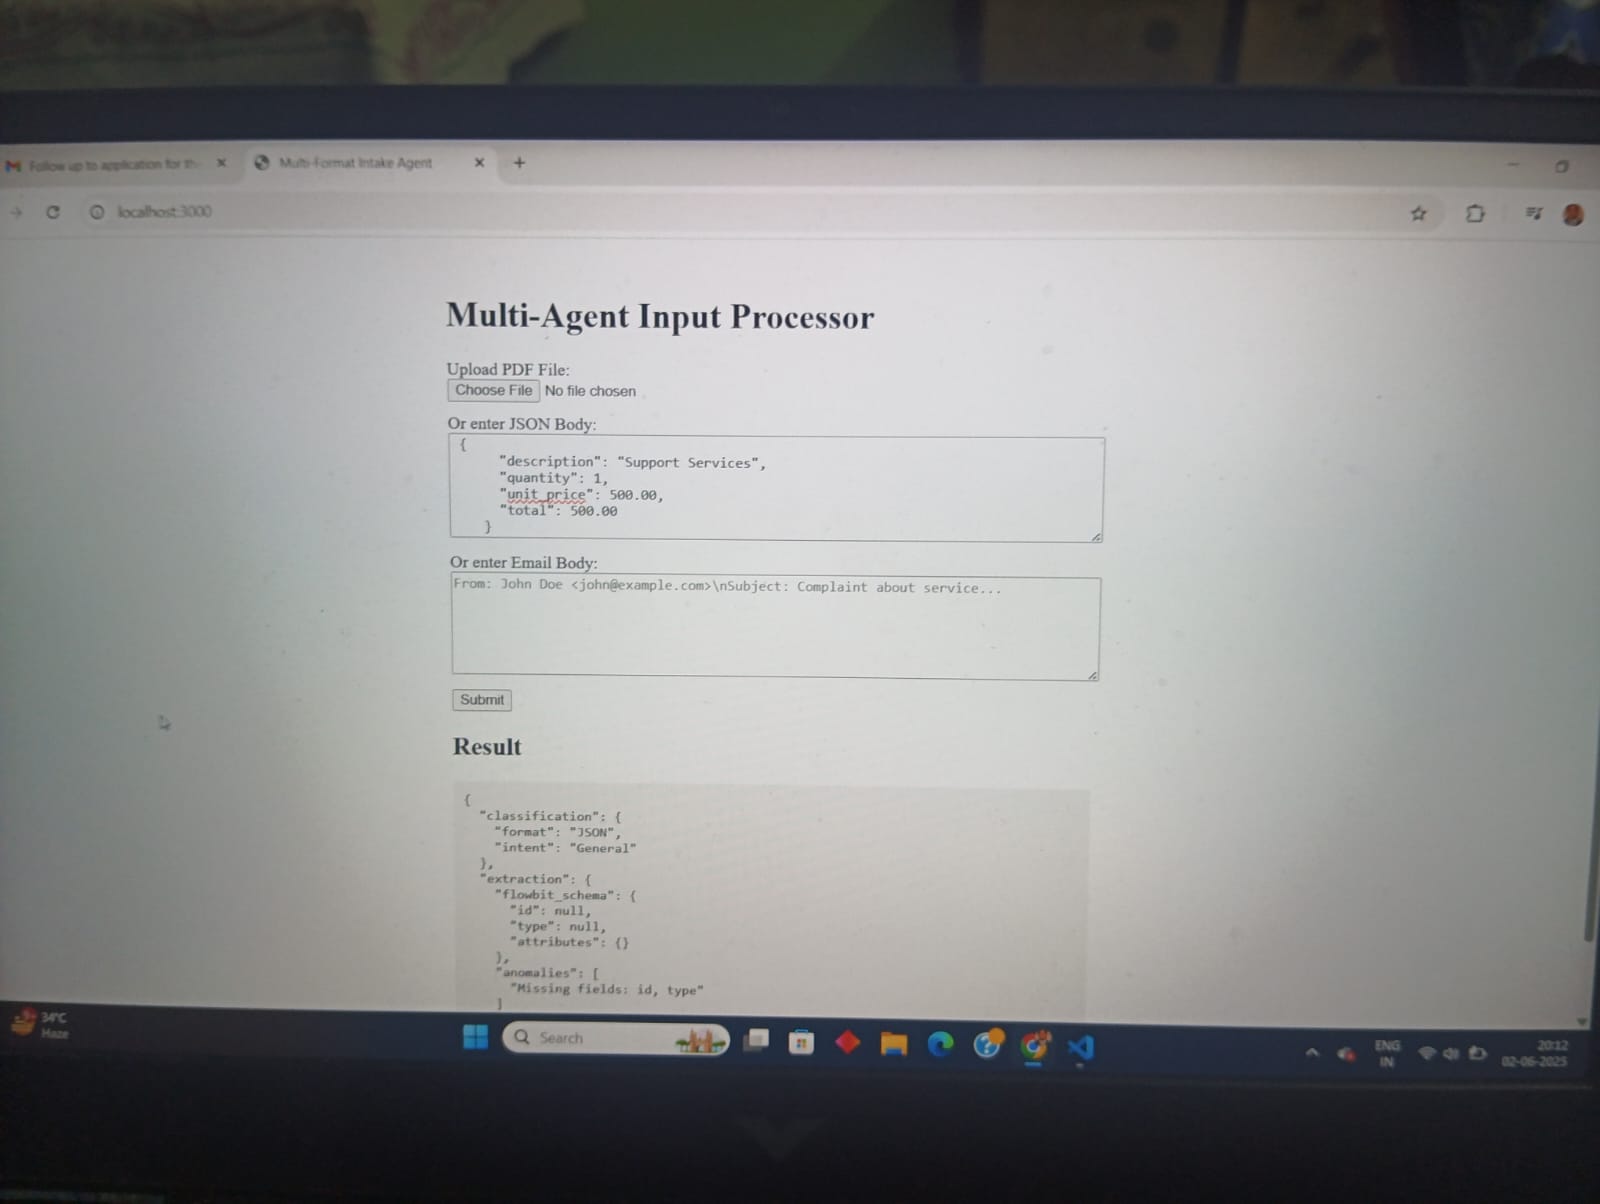 Follow up to application for th
Multi-Format Intake Agent
localhost:3000
Multi-Agent Input Processor
Upload PDF File:
Choose File No file chosen
Or enter JSON Body:
{
"description": "Support Services",
"quantity": 1,
"unit_price": 500.00,
"total": 500.00
}
Or enter Email Body:
From: John Doe <john@example.com>\nSubject: Complaint about service...
Submit
Result
{
"classification": {
"format": "JSON",
"intent": "General"
},
"extraction": {
"flowbit_schema": {
"id": null,
"type": null,
"attributes": {}
},
"anomalies": [
"Missing fields: id, type"
]
34°C
Haze
Search
ENG
IN
20:12
02-06-2025